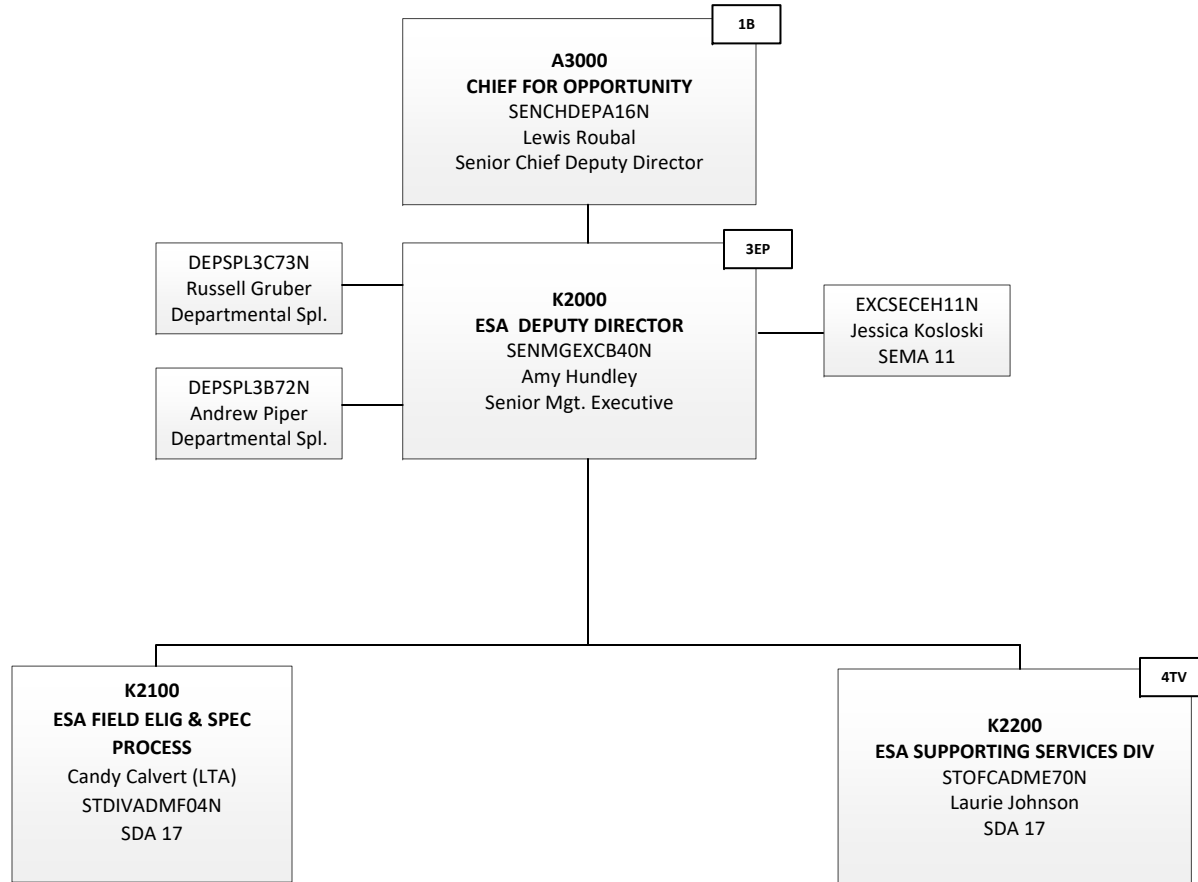 1B
A3000
CHIEF FOR OPPORTUNITY
SENCHDEPA16N
Lewis Roubal
Senior Chief Deputy Director
3EP
DEPSPL3C73N
Russell Gruber
Departmental Spl.
K2000
ESA DEPUTY DIRECTOR
SENMGEXCB40N
Amy Hundley
Senior Mgt. Executive
EXCSECEH11N
Jessica Kosloski
SEMA 11
DEPSPL3B72N
Andrew Piper
Departmental Spl.
K2100
ESA FIELD ELIG & SPEC
PROCESS
Candy Calvert (LTA)
STDIVADMF04N
SDA 17
4TV
K2200
ESA SUPPORTING SERVICES DIV
STOFCADME70N
Laurie Johnson
SDA 17